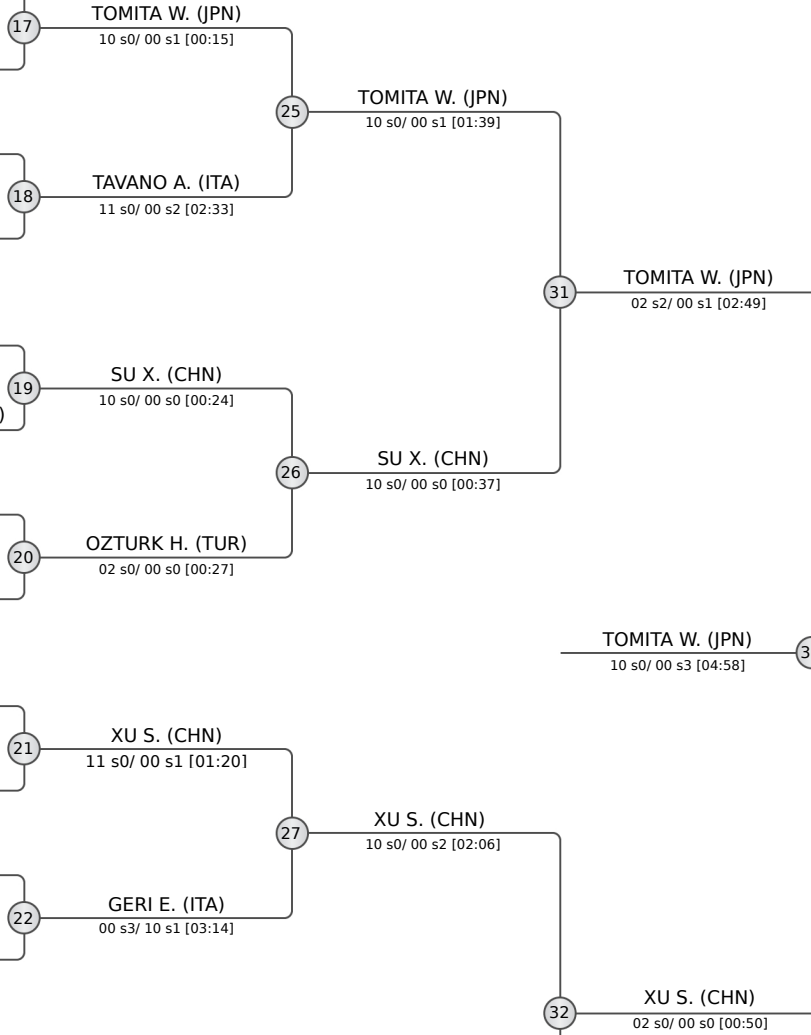 17
TOMITA W. (JPN)
10 s0/ 00 s1 [00:15]
25
TOMITA W. (JPN)
10 s0/ 00 s1 [01:39]
18
TAVANO A. (ITA)
11 s0/ 00 s2 [02:33]
31
TOMITA W. (JPN)
02 s2/ 00 s1 [02:49]
)
19
SU X. (CHN)
10 s0/ 00 s0 [00:24]
26
SU X. (CHN)
10 s0/ 00 s0 [00:37]
20
OZTURK H. (TUR)
02 s0/ 00 s0 [00:27]
TOMITA W. (JPN)
10 s0/ 00 s3 [04:58]
21
XU S. (CHN)
11 s0/ 00 s1 [01:20]
27
XU S. (CHN)
10 s0/ 00 s2 [02:06]
22
GERI E. (ITA)
00 s3/ 10 s1 [03:14]
32
XU S. (CHN)
02 s0/ 00 s0 [00:50]